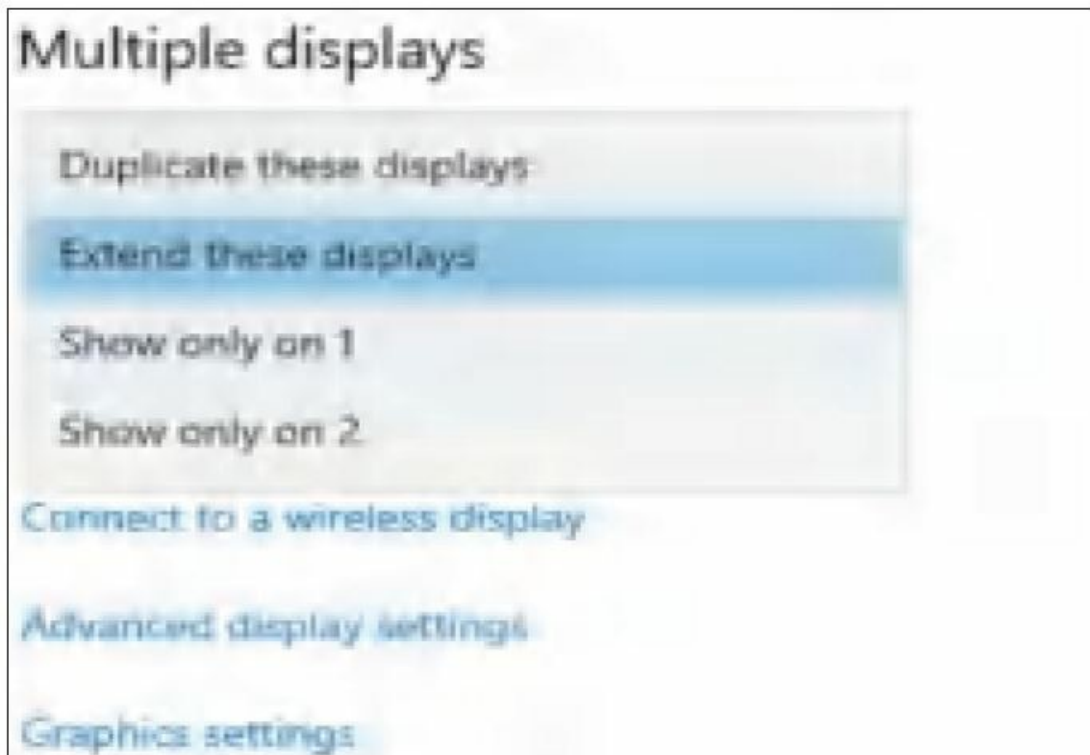 Multiple displays
Duplicate these displays
Extend these displays
Show only on 1
Show only on 2
Connect to a wireless display
Advanced display settings
Graphics settings